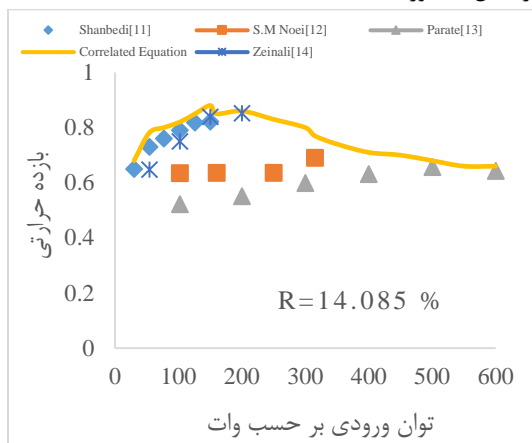 Shanbedi[11] S.M Noei[12] Parate[13]
Correlated Equation Zeinali[14]
1
0.8
0.6
0.4
0.2
0
بازده حرارتی
R=14.085 %
0 100 200 300 400 500 600
توان ورودی بر حسب وات